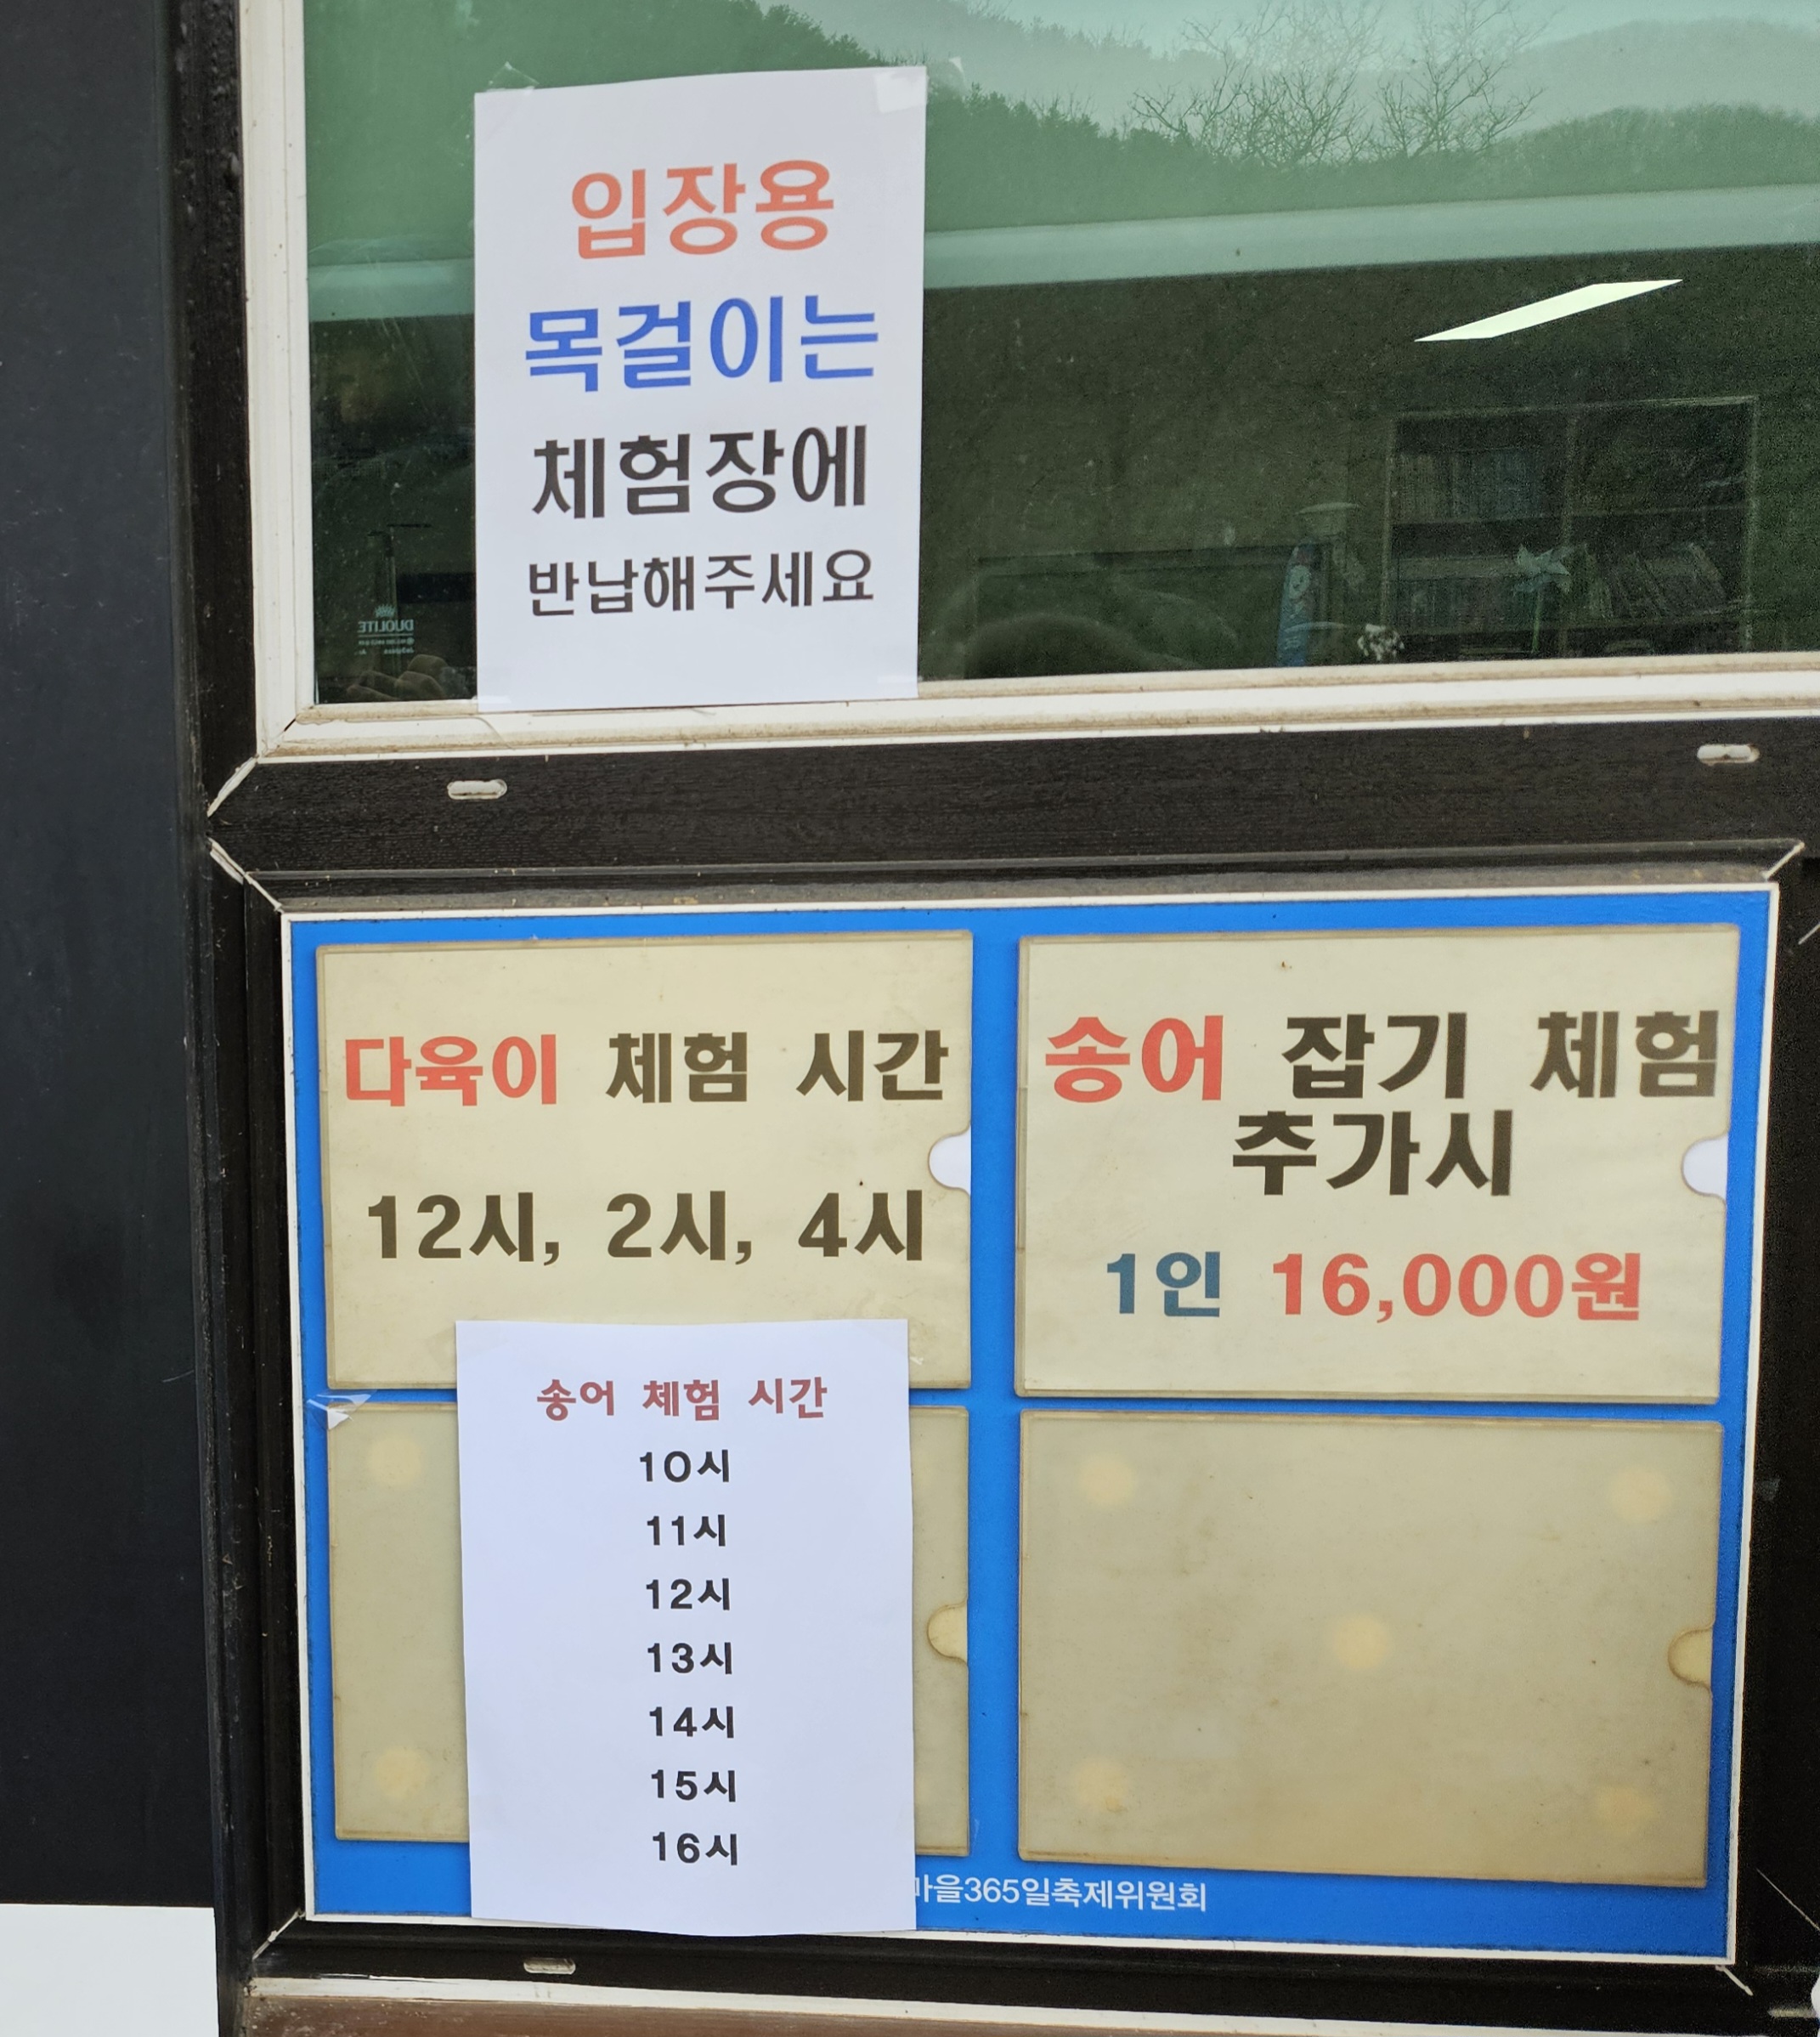 입장용
목걸이는
체험장에
반납해주세요
DUOLITE
다육이 체험 시간
12시, 2시, 4시
송어 잡기 체험
추가시
1인 16,000원
송어 체험 시간
10시
11시
12시
13시
14시
15시
16시
마을365일축제위원회